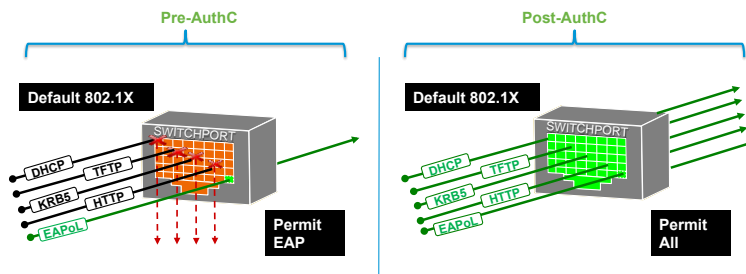 Pre-AuthC
Default 802.1X
SWITCHPORT
DHCP
TFTP
KRB5
HTTP
EAPoL
Permit
EAP
Post-AuthC
Default 802.1X
SWITCHPORT
DHCP
TFTP
KRB5
HTTP
EAPoL
Permit
All